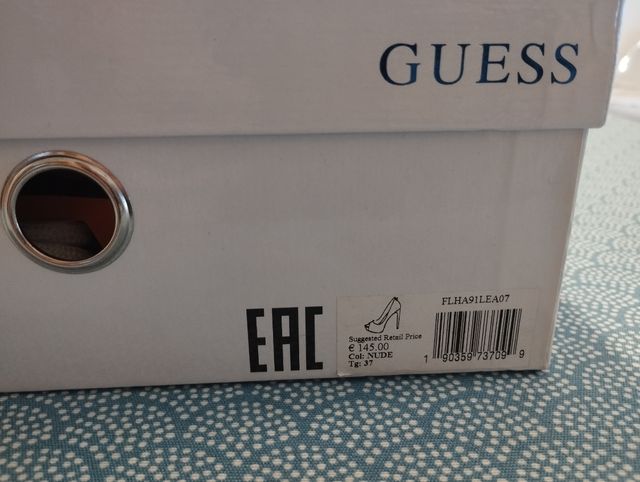 GUESS
EAC
FLHA91LEA07
Suggested Retail Price
€ 145.00
Col: NUDE
Tg: 37
1 90359 73709 9